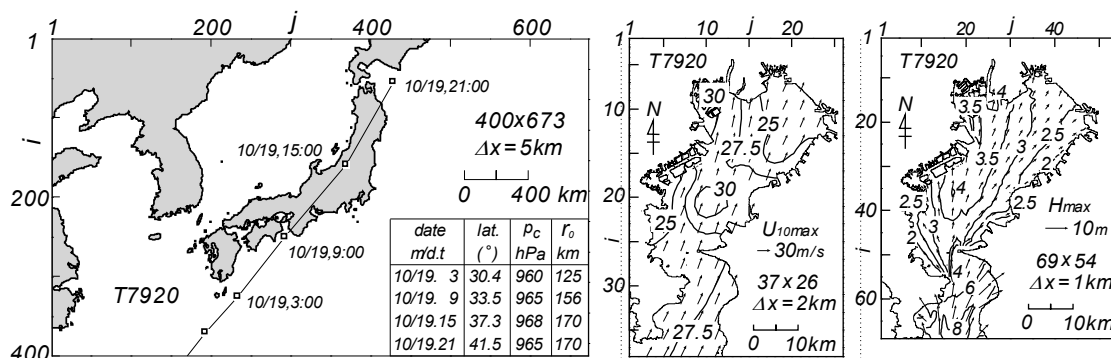 1 200 j 400 600
1
i
200
400
10/19,21:00
10/19,15:00
10/19,9:00
10/19,3:00
T7920
400x673
Δx=5km
0 400 km
date lat. pc r₀
m/d.t (°) hPa km
10/19. 3 30.4 960 125
10/19. 9 33.5 965 156
10/19.15 37.3 968 170
10/19.21 41.5 965 170
1 10 j 20
1
10
20
i
30
T7920
N
30
25
27.5
30
25
27.5
U10max
30m/s
37x26
Δx=2km
0 10km
1 20 j 40
1
20
40
i
60
T7920
N
4
3.5
3.5
3
2.5
2
4
2.5
3
2
2.5
4
6
8
Hmax
10m
69x54
Δx=1km
0 10km